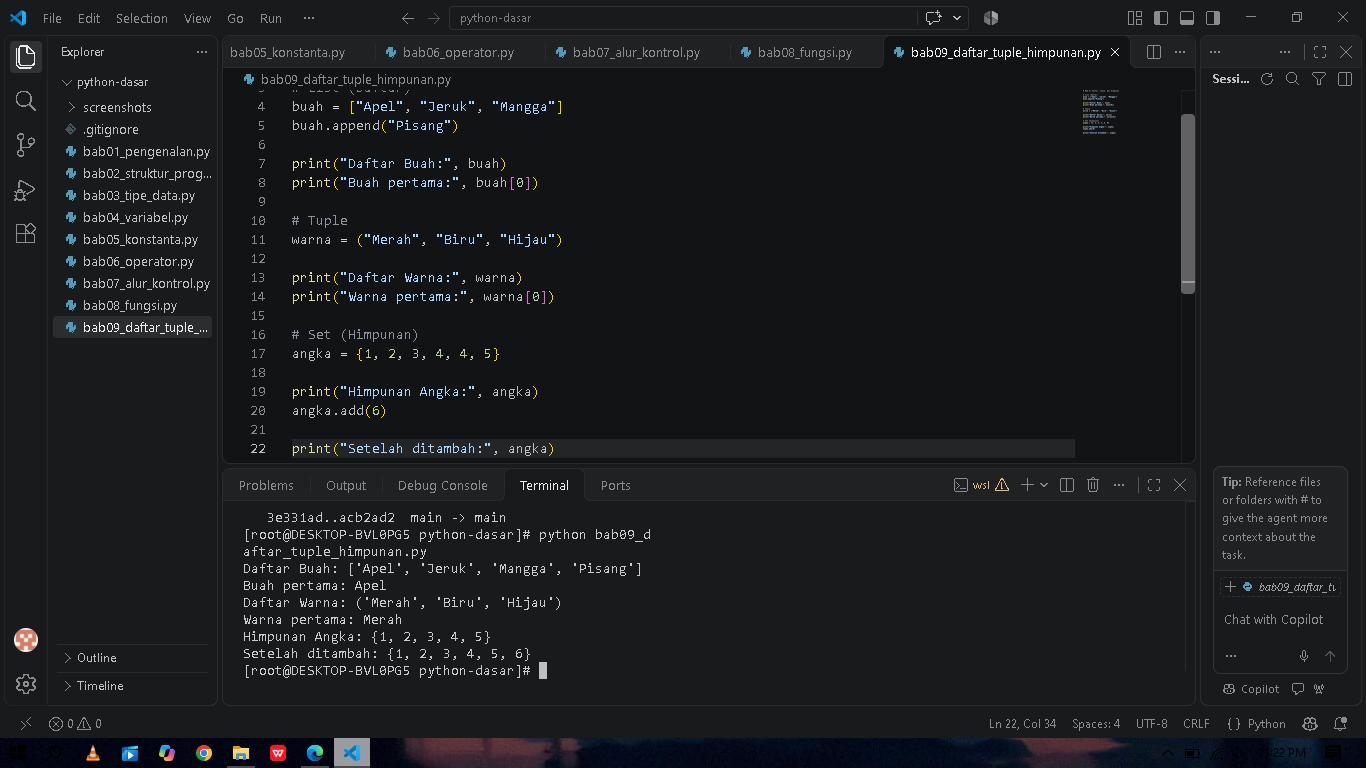 File Edit Selection View Go Run ···
python-dasar
Explorer ···
python-dasar
screenshots
.gitignore
bab01_pengenalan.py
bab02_struktur_prog...
bab03_tipe_data.py
bab04_variabel.py
bab05_konstanta.py
bab06_operator.py
bab07_alur_kontrol.py
bab08_fungsi.py
bab09_daftar_tuple_...
Outline
Timeline
bab05_konstanta.py bab06_operator.py bab07_alur_kontrol.py bab08_fungsi.py bab09_daftar_tuple_himpunan.py
bab09_daftar_tuple_himpunan.py
3 # List (Daftar)
4 buah = ["Apel", "Jeruk", "Mangga"]
5 buah.append("Pisang")
6
7 print("Daftar Buah:", buah)
8 print("Buah pertama:", buah[0])
9
10 # Tuple
11 warna = ("Merah", "Biru", "Hijau")
12
13 print("Daftar Warna:", warna)
14 print("Warna pertama:", warna[0])
15
16 # Set (Himpunan)
17 angka = {1, 2, 3, 4, 4, 5}
18
19 print("Himpunan Angka:", angka)
20 angka.add(6)
21
22 print("Setelah ditambah:", angka)
Problems Output Debug Console Terminal Ports
wsl
3e331ad..acb2ad2 main -> main
[root@DESKTOP-BVL0PG5 python-dasar]# python bab09_d
aftar_tuple_himpunan.py
Daftar Buah: ['Apel', 'Jeruk', 'Mangga', 'Pisang']
Buah pertama: Apel
Daftar Warna: ('Merah', 'Biru', 'Hijau')
Warna pertama: Merah
Himpunan Angka: {1, 2, 3, 4, 5}
Setelah ditambah: {1, 2, 3, 4, 5, 6}
[root@DESKTOP-BVL0PG5 python-dasar]#
Sessi...
Tip: Reference files
or folders with # to
give the agent more
context about the
task.
bab09_daftar_tu
Chat with Copilot
Copilot
0 0
Ln 22, Col 34 Spaces: 4 UTF-8 CRLF {} Python
:22 PM